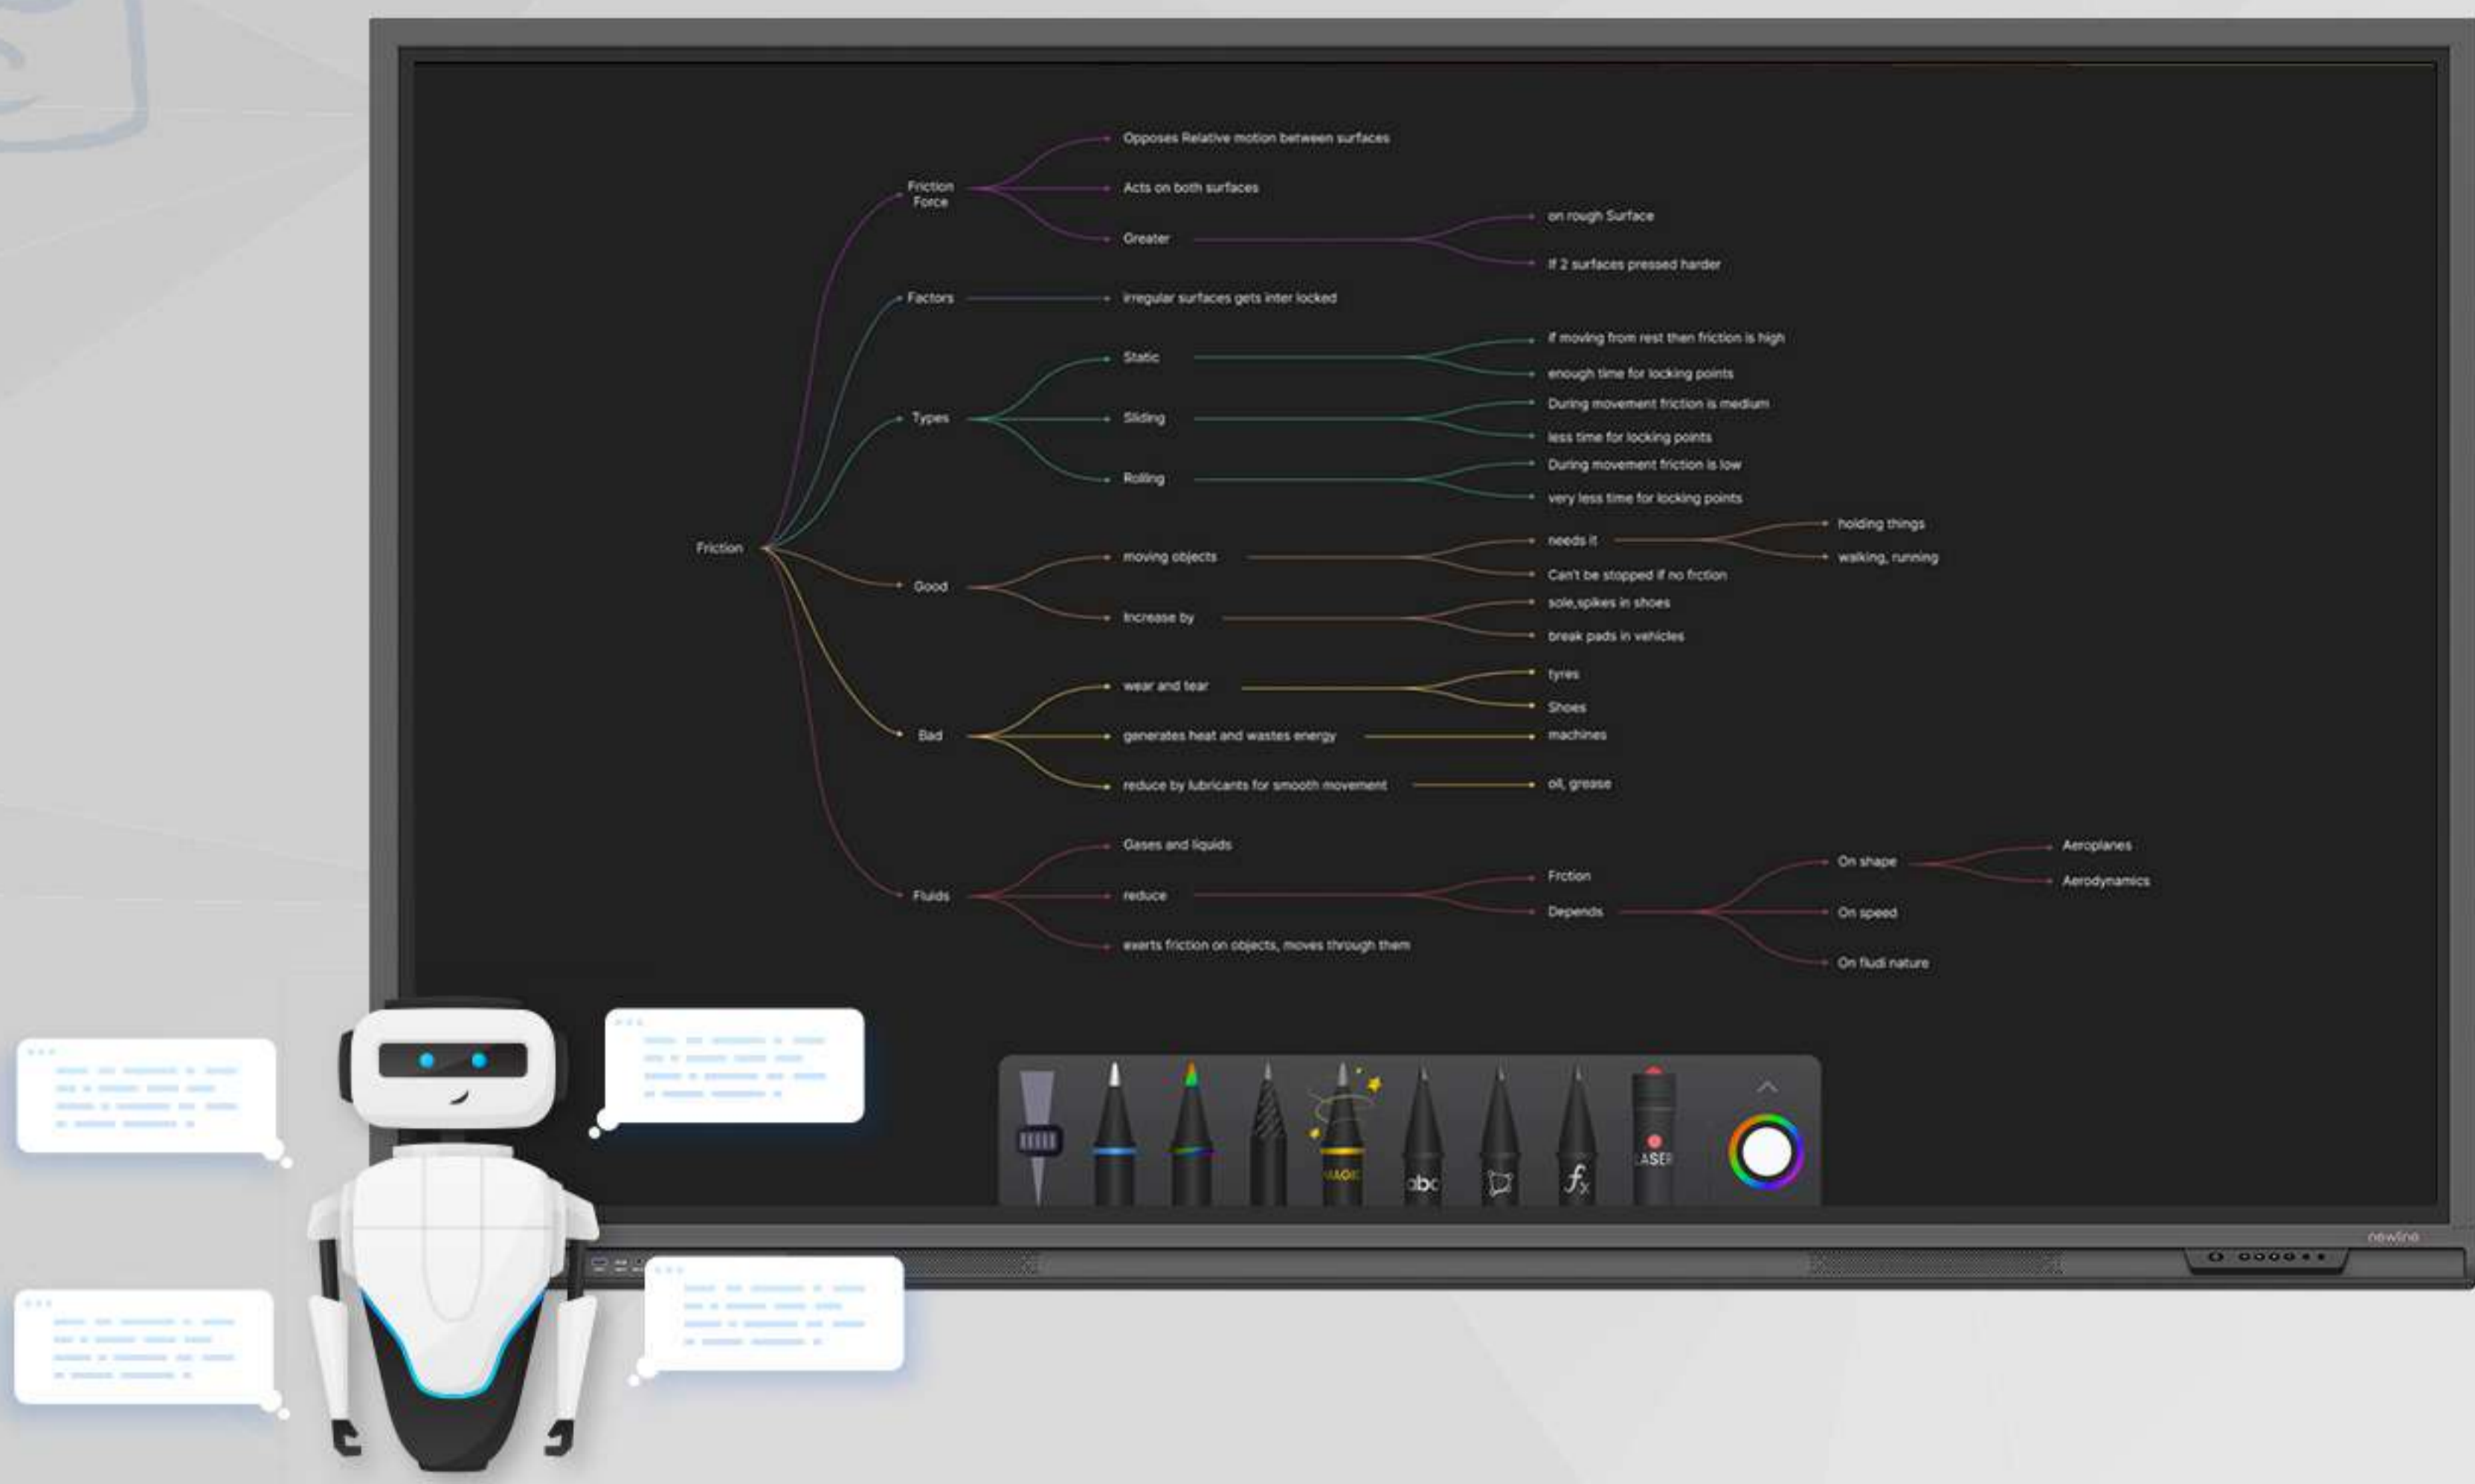 Opposes Relative motion between surfaces
Friction
Force
Acts on both surfaces
Greater
on rough Surface
If 2 surfaces pressed harder
Factors
irregular surfaces gets inter locked
Types
Static
if moving from rest then friction is high
enough time for locking points
Sliding
During movement friction is medium
less time for locking points
Rolling
During movement friction is low
very less time for locking points
Friction
Good
moving objects
needs it
holding things
walking, running
Can't be stopped if no frction
Increase by
sole,spikes in shoes
break pads in vehicles
Bad
wear and tear
tyres
Shoes
generates heat and wastes energy
machines
reduce by lubricants for smooth movement
oil, grease
Fluids
Gases and liquids
reduce
Frction
Depends
On shape
Aeroplanes
Aerodynamics
On speed
On fludi nature
exerts friction on objects, moves through them
MAGIC
abc
fx
LASER
newline